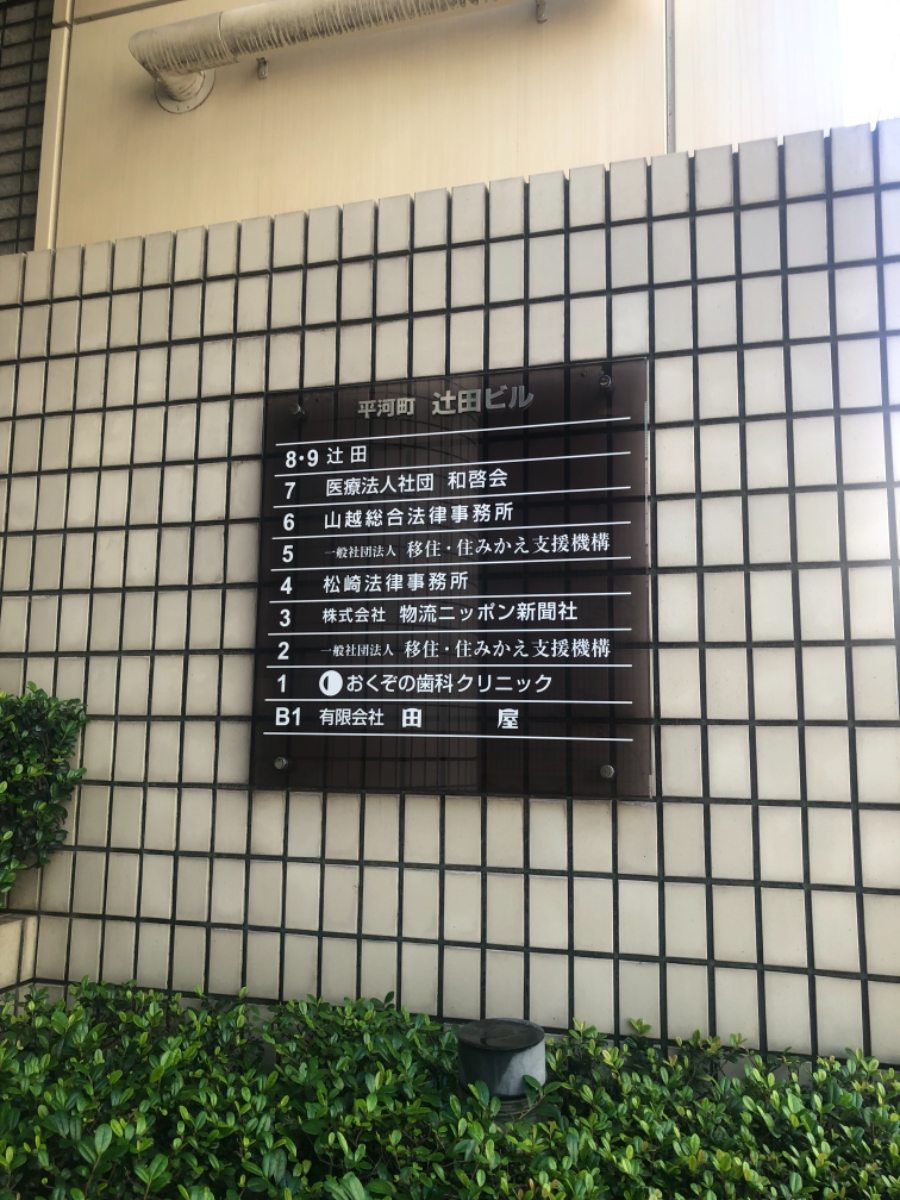 平河町 辻田ビル
8・9 辻田
7 医療法人社団 和啓会
6 山越総合法律事務所
5 一般社団法人 移住・住みかえ支援機構
4 松崎法律事務所
3 株式会社 物流ニッポン新聞社
2 一般社団法人 移住・住みかえ支援機構
1 おくぞの歯科クリニック
B1 有限会社 田屋